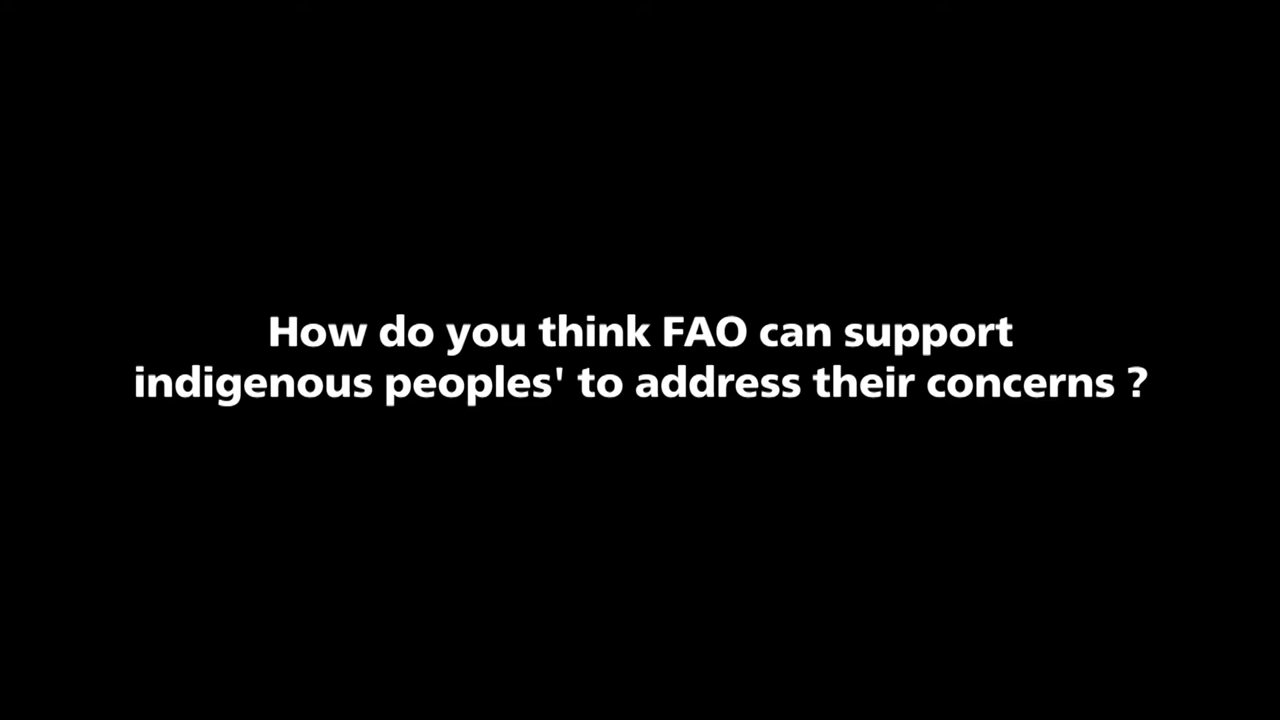 How do you think FAO can support
indigenous peoples' to address their concerns ?